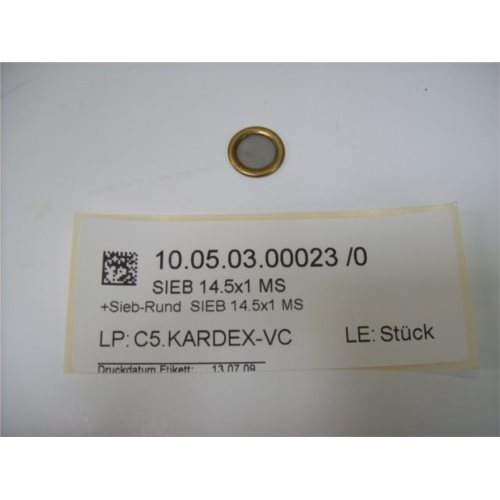 10.05.03.00023 /0
SIEB 14.5x1 MS
+Sieb-Rund SIEB 14.5x1 MS
LP: C5.KARDEX-VC LE: Stück
Druckdatum Etikett: 13.07.09